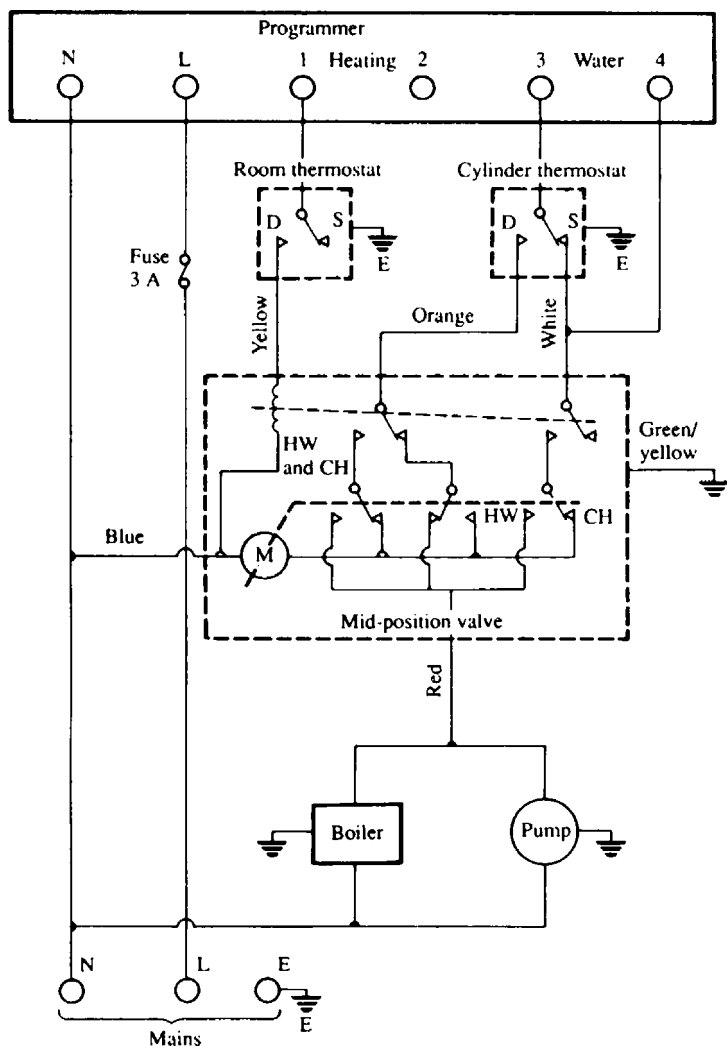 Programmer
N L 1 Heating 2 3 Water 4
Room thermostat Cylinder thermostat
D S D S
E E
Fuse
3 A
Yellow Orange White
HW
and CH
Green/
yellow
HW CH
Blue M
Mid-position valve
Red
Boiler Pump
N L E
E
Mains